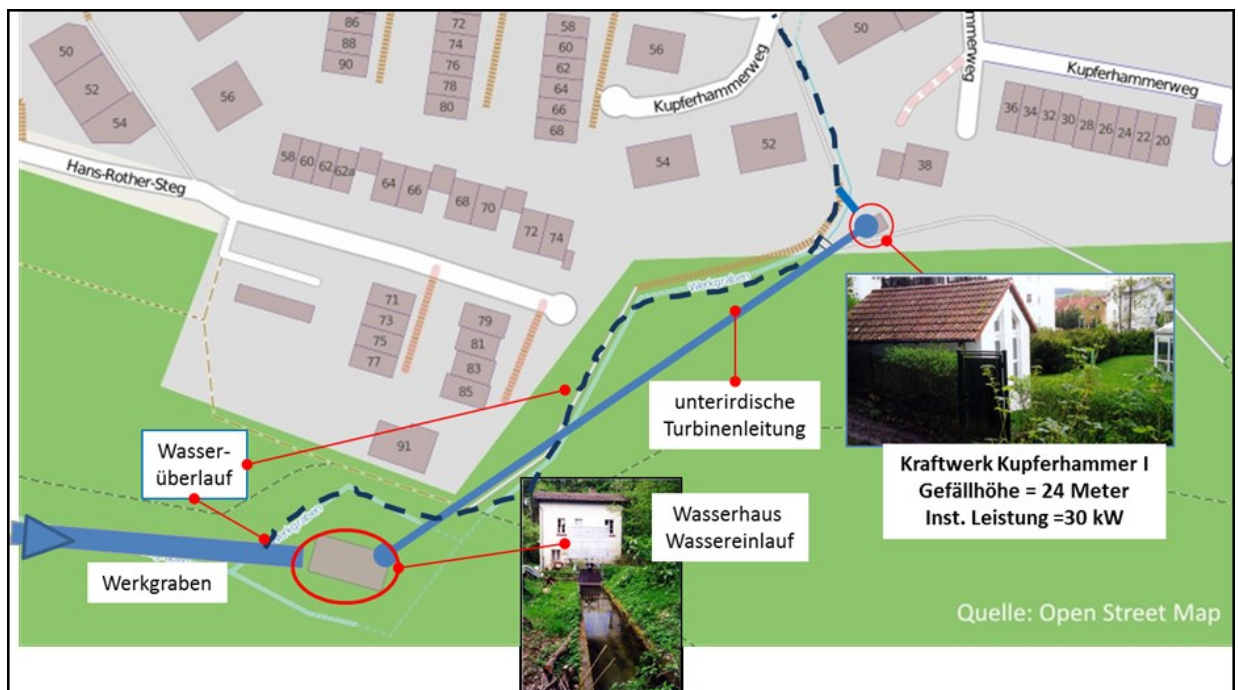 86
88
90
72
74
76
78
80
58
60
62
64
66
68
56
50
52
54
56
50
Kupferhammerweg
mmerweg
Kupferhammerweg
36
34
32
30
28
26
24
22
20
54
52
38
Hans-Rother-Steg
58
60
62
62a
64
66
68
70
72
74
71
73
75
77
79
81
83
85
91
Werkgraben
unterirdische
Turbinenleitung
Wasser-
überlauf
Kraftwerk Kupferhammer I
Gefällhöhe = 24 Meter
Inst. Leistung =30 kW
Werkgraben
Wasserhaus
Wassereinlauf
Werkgraben
Quelle: Open Street Map